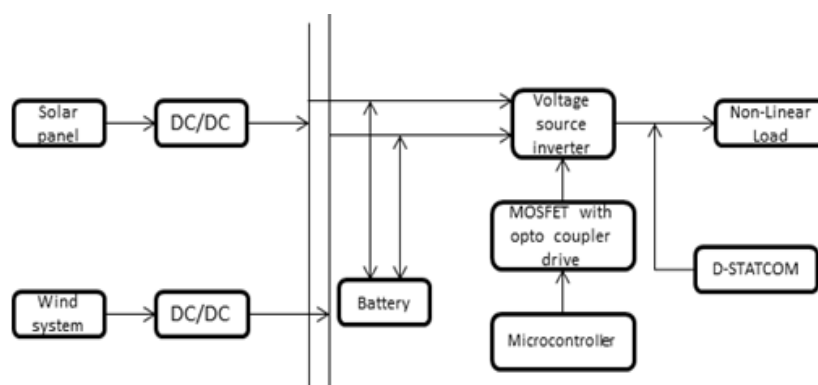 Solar
panel
DC/DC
Voltage
source
inverter
Non-Linear
Load
MOSFET with
opto coupler
drive
D-STATCOM
Wind
system
DC/DC
Battery
Microcontroller